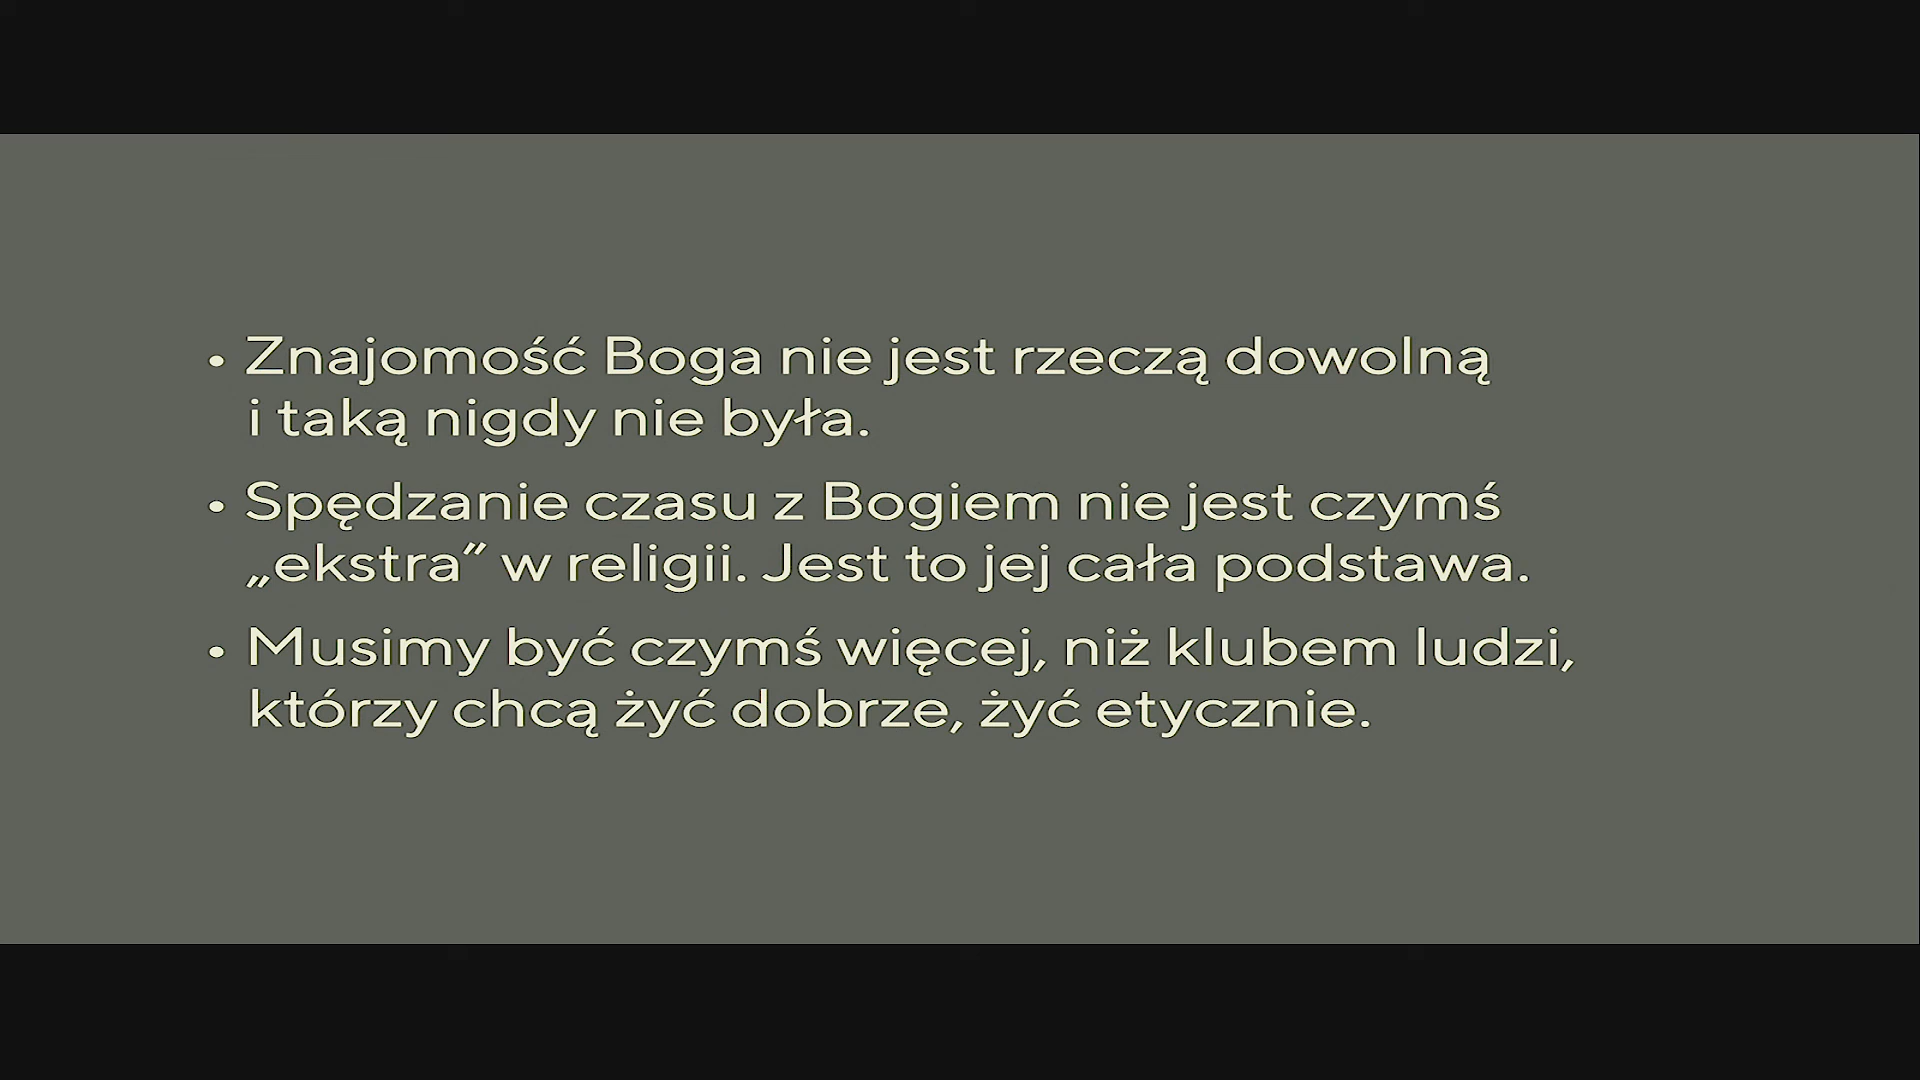 • Znajomość Boga nie jest rzeczą dowolną
i taką nigdy nie była.
• Spędzanie czasu z Bogiem nie jest czymś
„ekstra” w religii. Jest to jej cała podstawa.
• Musimy być czymś więcej, niż klubem ludzi,
którzy chcą żyć dobrze, żyć etycznie.